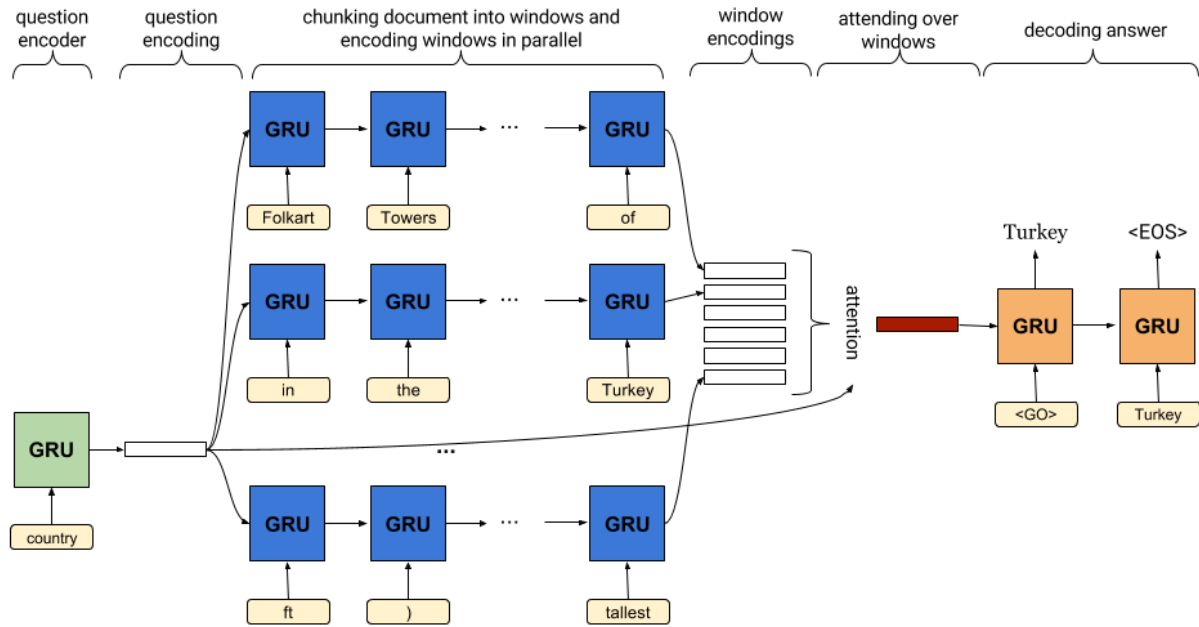 question
encoder
question
encoding
chunking document into windows and
encoding windows in parallel
window
encodings
attending over
windows
decoding answer
GRU GRU ... GRU
Folkart Towers of
GRU GRU ... GRU
in the Turkey
attention
Turkey <EOS>
GRU GRU
<GO> Turkey
GRU
country
...
GRU GRU ... GRU
ft ) tallest